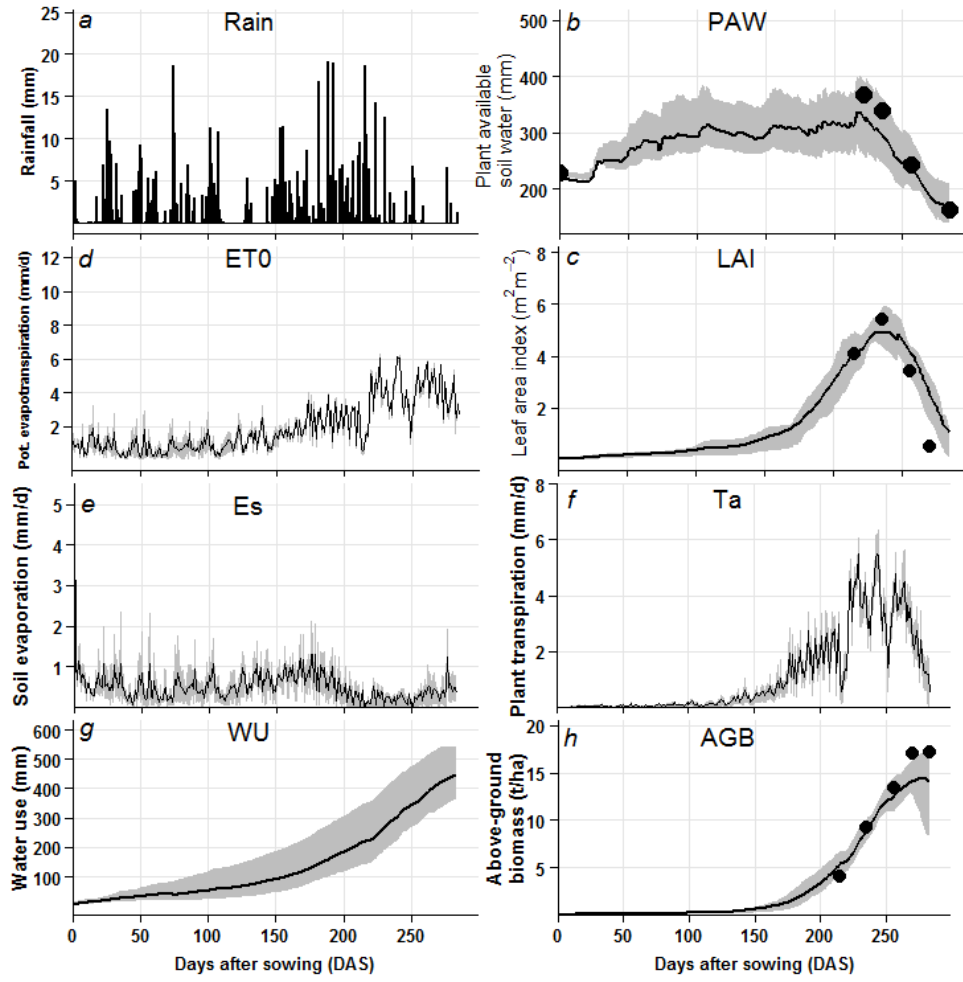 a Rain
25
20
15
10
5
Rainfall (mm)
b PAW
500
400
300
200
Plant available
soil water (mm)
d ET0
12
10
8
6
4
2
Pot. evapotranspiration (mm/d)
c LAI
8
6
4
2
Leaf area index (m² m⁻²)
e Es
5
4
3
2
1
Soil evaporation (mm/d)
f Ta
8
6
4
2
Plant transpiration (mm/d)
g WU
600
500
400
300
200
100
Water use (mm)
0 50 100 150 200 250
Days after sowing (DAS)
h AGB
20
15
10
5
Above-ground
biomass (t/ha)
0 50 100 150 200 250
Days after sowing (DAS)